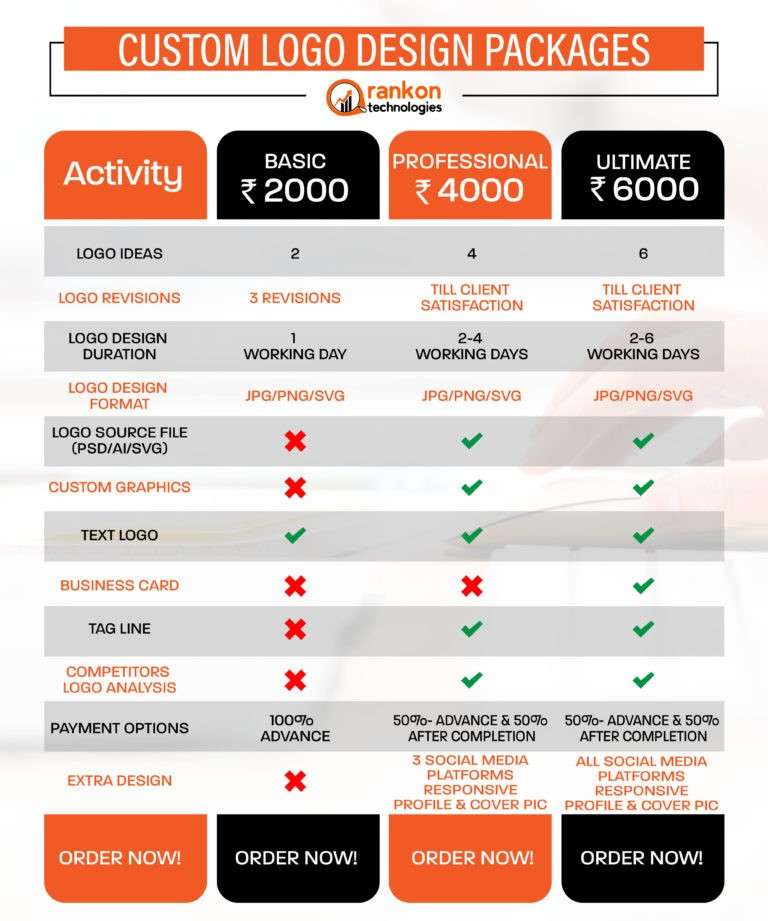 CUSTOM LOGO DESIGN PACKAGES
rankon
technologies
Activity
BASIC
₹ 2000
PROFESSIONAL
₹ 4000
ULTIMATE
₹ 6000
LOGO IDEAS
2
4
6
LOGO REVISIONS
3 REVISIONS
TILL CLIENT
SATISFACTION
TILL CLIENT
SATISFACTION
LOGO DESIGN
DURATION
1
WORKING DAY
2-4
WORKING DAYS
2-6
WORKING DAYS
LOGO DESIGN
FORMAT
JPG/PNG/SVG
JPG/PNG/SVG
JPG/PNG/SVG
LOGO SOURCE FILE
(PSD/AI/SVG)
CUSTOM GRAPHICS
TEXT LOGO
BUSINESS CARD
TAG LINE
COMPETITORS
LOGO ANALYSIS
PAYMENT OPTIONS
100%
ADVANCE
50%- ADVANCE & 50%
AFTER COMPLETION
50%- ADVANCE & 50%
AFTER COMPLETION
EXTRA DESIGN
3 SOCIAL MEDIA
PLATFORMS
RESPONSIVE
PROFILE & COVER PIC
ALL SOCIAL MEDIA
PLATFORMS
RESPONSIVE
PROFILE & COVER PIC
ORDER NOW!
ORDER NOW!
ORDER NOW!
ORDER NOW!